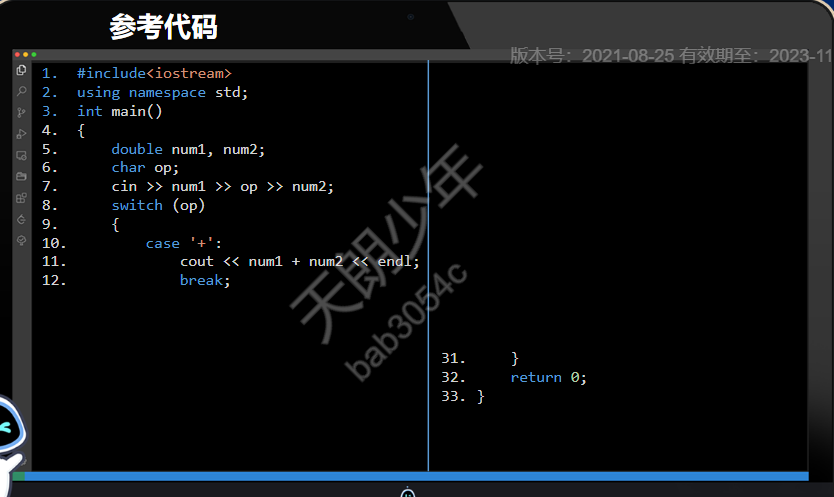 参考代码
版本号：2021-08-25 有效期至：2023-11
1. #include<iostream>
2. using namespace std;
3. int main()
4. {
5.     double num1, num2;
6.     char op;
7.     cin >> num1 >> op >> num2;
8.     switch (op)
9.     {
10.         case '+':
11.             cout << num1 + num2 << endl;
12.             break;
31.     }
32.     return 0;
33. }
天朗少年
bab3054c